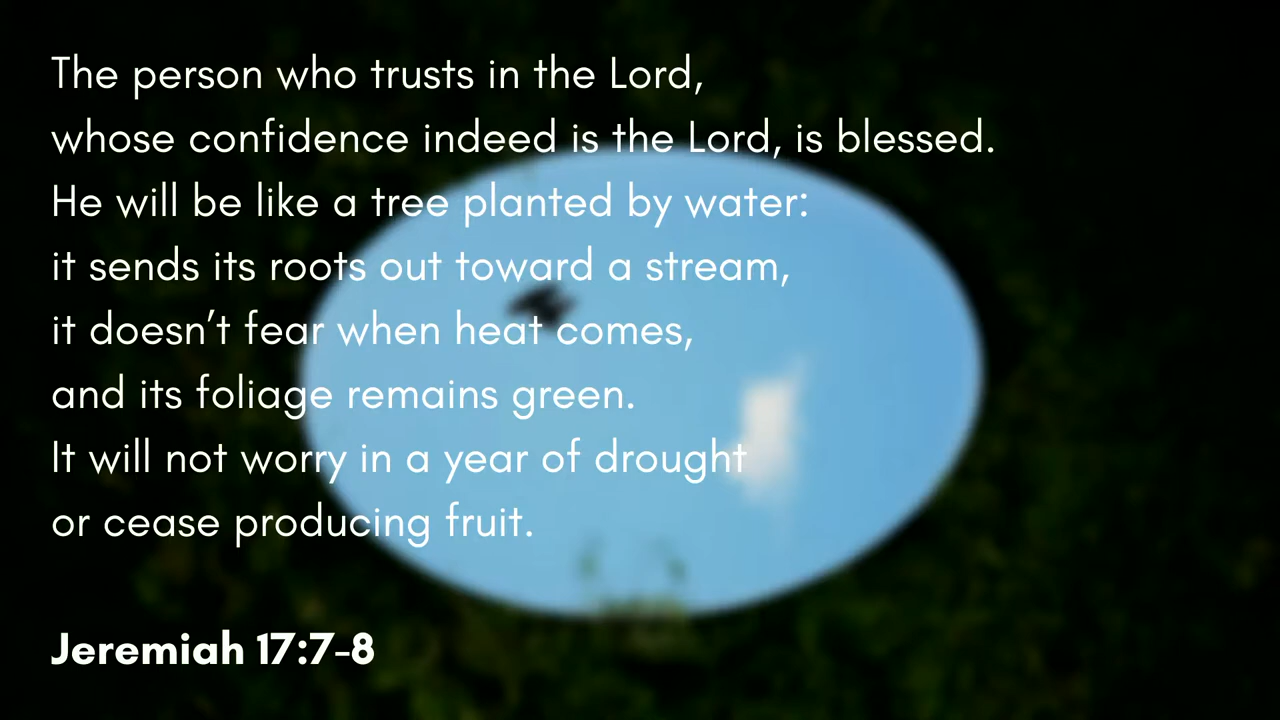 The person who trusts in the Lord,
whose confidence indeed is the Lord, is blessed.
He will be like a tree planted by water:
it sends its roots out toward a stream,
it doesn’t fear when heat comes,
and its foliage remains green.
It will not worry in a year of drought
or cease producing fruit.
Jeremiah 17:7-8